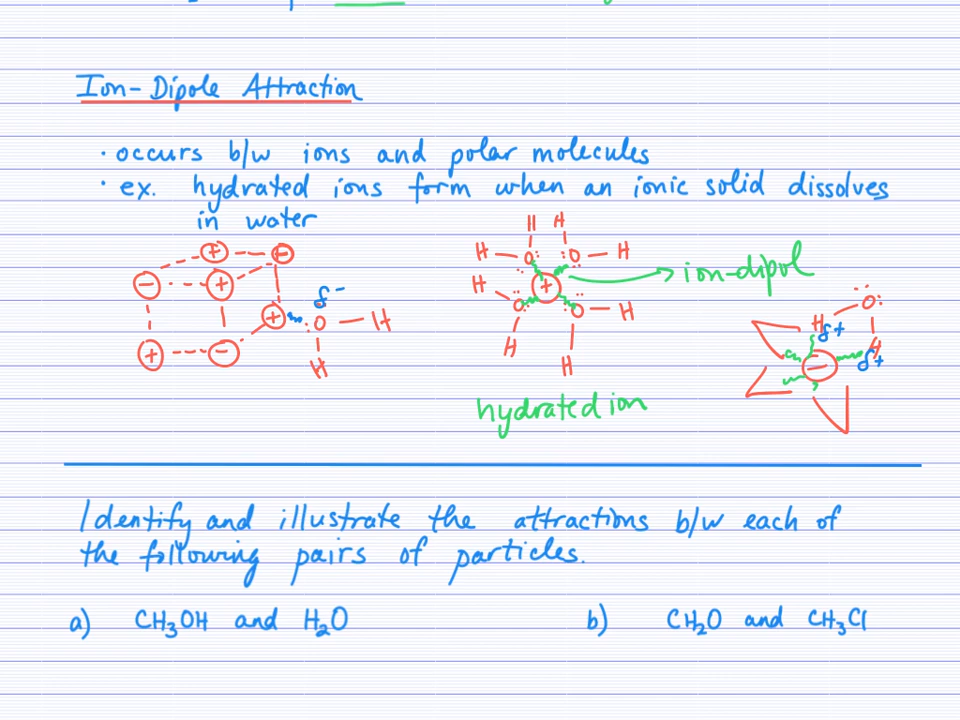 Ion-Dipole Attraction
· occurs b/w ions and polar molecules
· ex. hydrated ions form when an ionic solid dissolves
in water
H H
+ -- ⊖ H — O: :O — H → ion-dipol
- + H + O:
+ δ- O — H O O — H H δ+
+ - H H H - H δ+
hydrated ion
Identify and illustrate the attractions b/w each of
the following pairs of particles.
a) CH₃OH and H₂O b) CH₂O and CH₃Cl